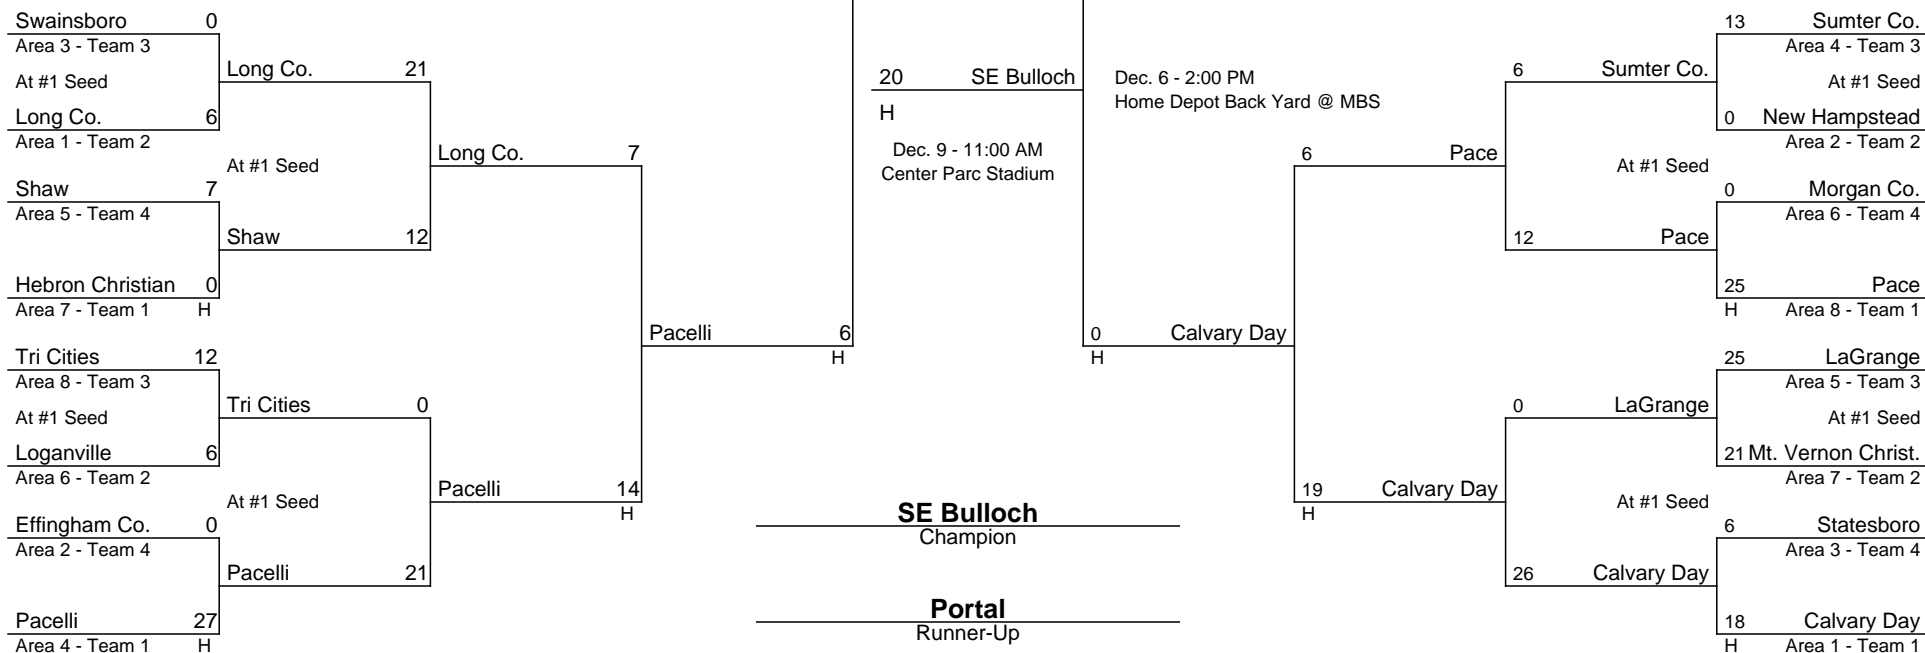 Swainsboro 0
Area 3 - Team 3
At #1 Seed
Long Co. 6
Area 1 - Team 2
Shaw 7
Area 5 - Team 4
Hebron Christian 0
Area 7 - Team 1 H
Tri Cities 12
Area 8 - Team 3
At #1 Seed
Loganville 6
Area 6 - Team 2
Effingham Co. 0
Area 2 - Team 4
Pacelli 27
Area 4 - Team 1 H
Long Co. 21
At #1 Seed
Shaw 12
Tri Cities 0
At #1 Seed
Pacelli 21
Long Co. 7
Pacelli 14
H
Pacelli 6
H
20 SE Bulloch
H
Dec. 9 - 11:00 AM
Center Parc Stadium
SE Bulloch
Champion
Portal
Runner-Up
Dec. 6 - 2:00 PM
Home Depot Back Yard @ MBS
0 Calvary Day
H
6 Pace
19 Calvary Day
H
6 Sumter Co.
At #1 Seed
12 Pace
0 LaGrange
At #1 Seed
26 Calvary Day
13 Sumter Co.
Area 4 - Team 3
At #1 Seed
0 New Hampstead
Area 2 - Team 2
0 Morgan Co.
Area 6 - Team 4
25 Pace
H Area 8 - Team 1
25 LaGrange
Area 5 - Team 3
At #1 Seed
21 Mt. Vernon Christ.
Area 7 - Team 2
6 Statesboro
Area 3 - Team 4
18 Calvary Day
H Area 1 - Team 1